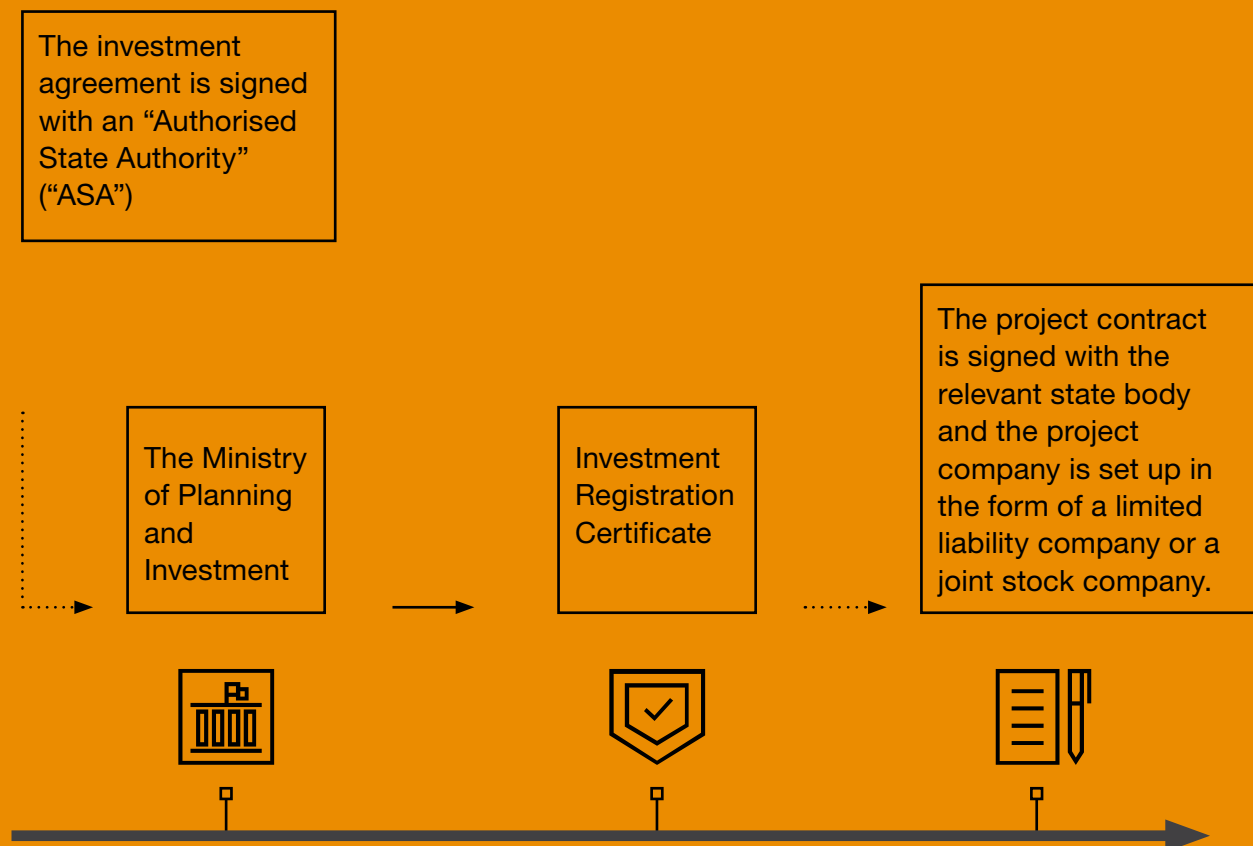 The investment
agreement is signed
with an “Authorised
State Authority”
(“ASA”)
The Ministry
of Planning
and
Investment
Investment
Registration
Certificate
The project contract
is signed with the
relevant state body
and the project
company is set up in
the form of a limited
liability company or a
joint stock company.